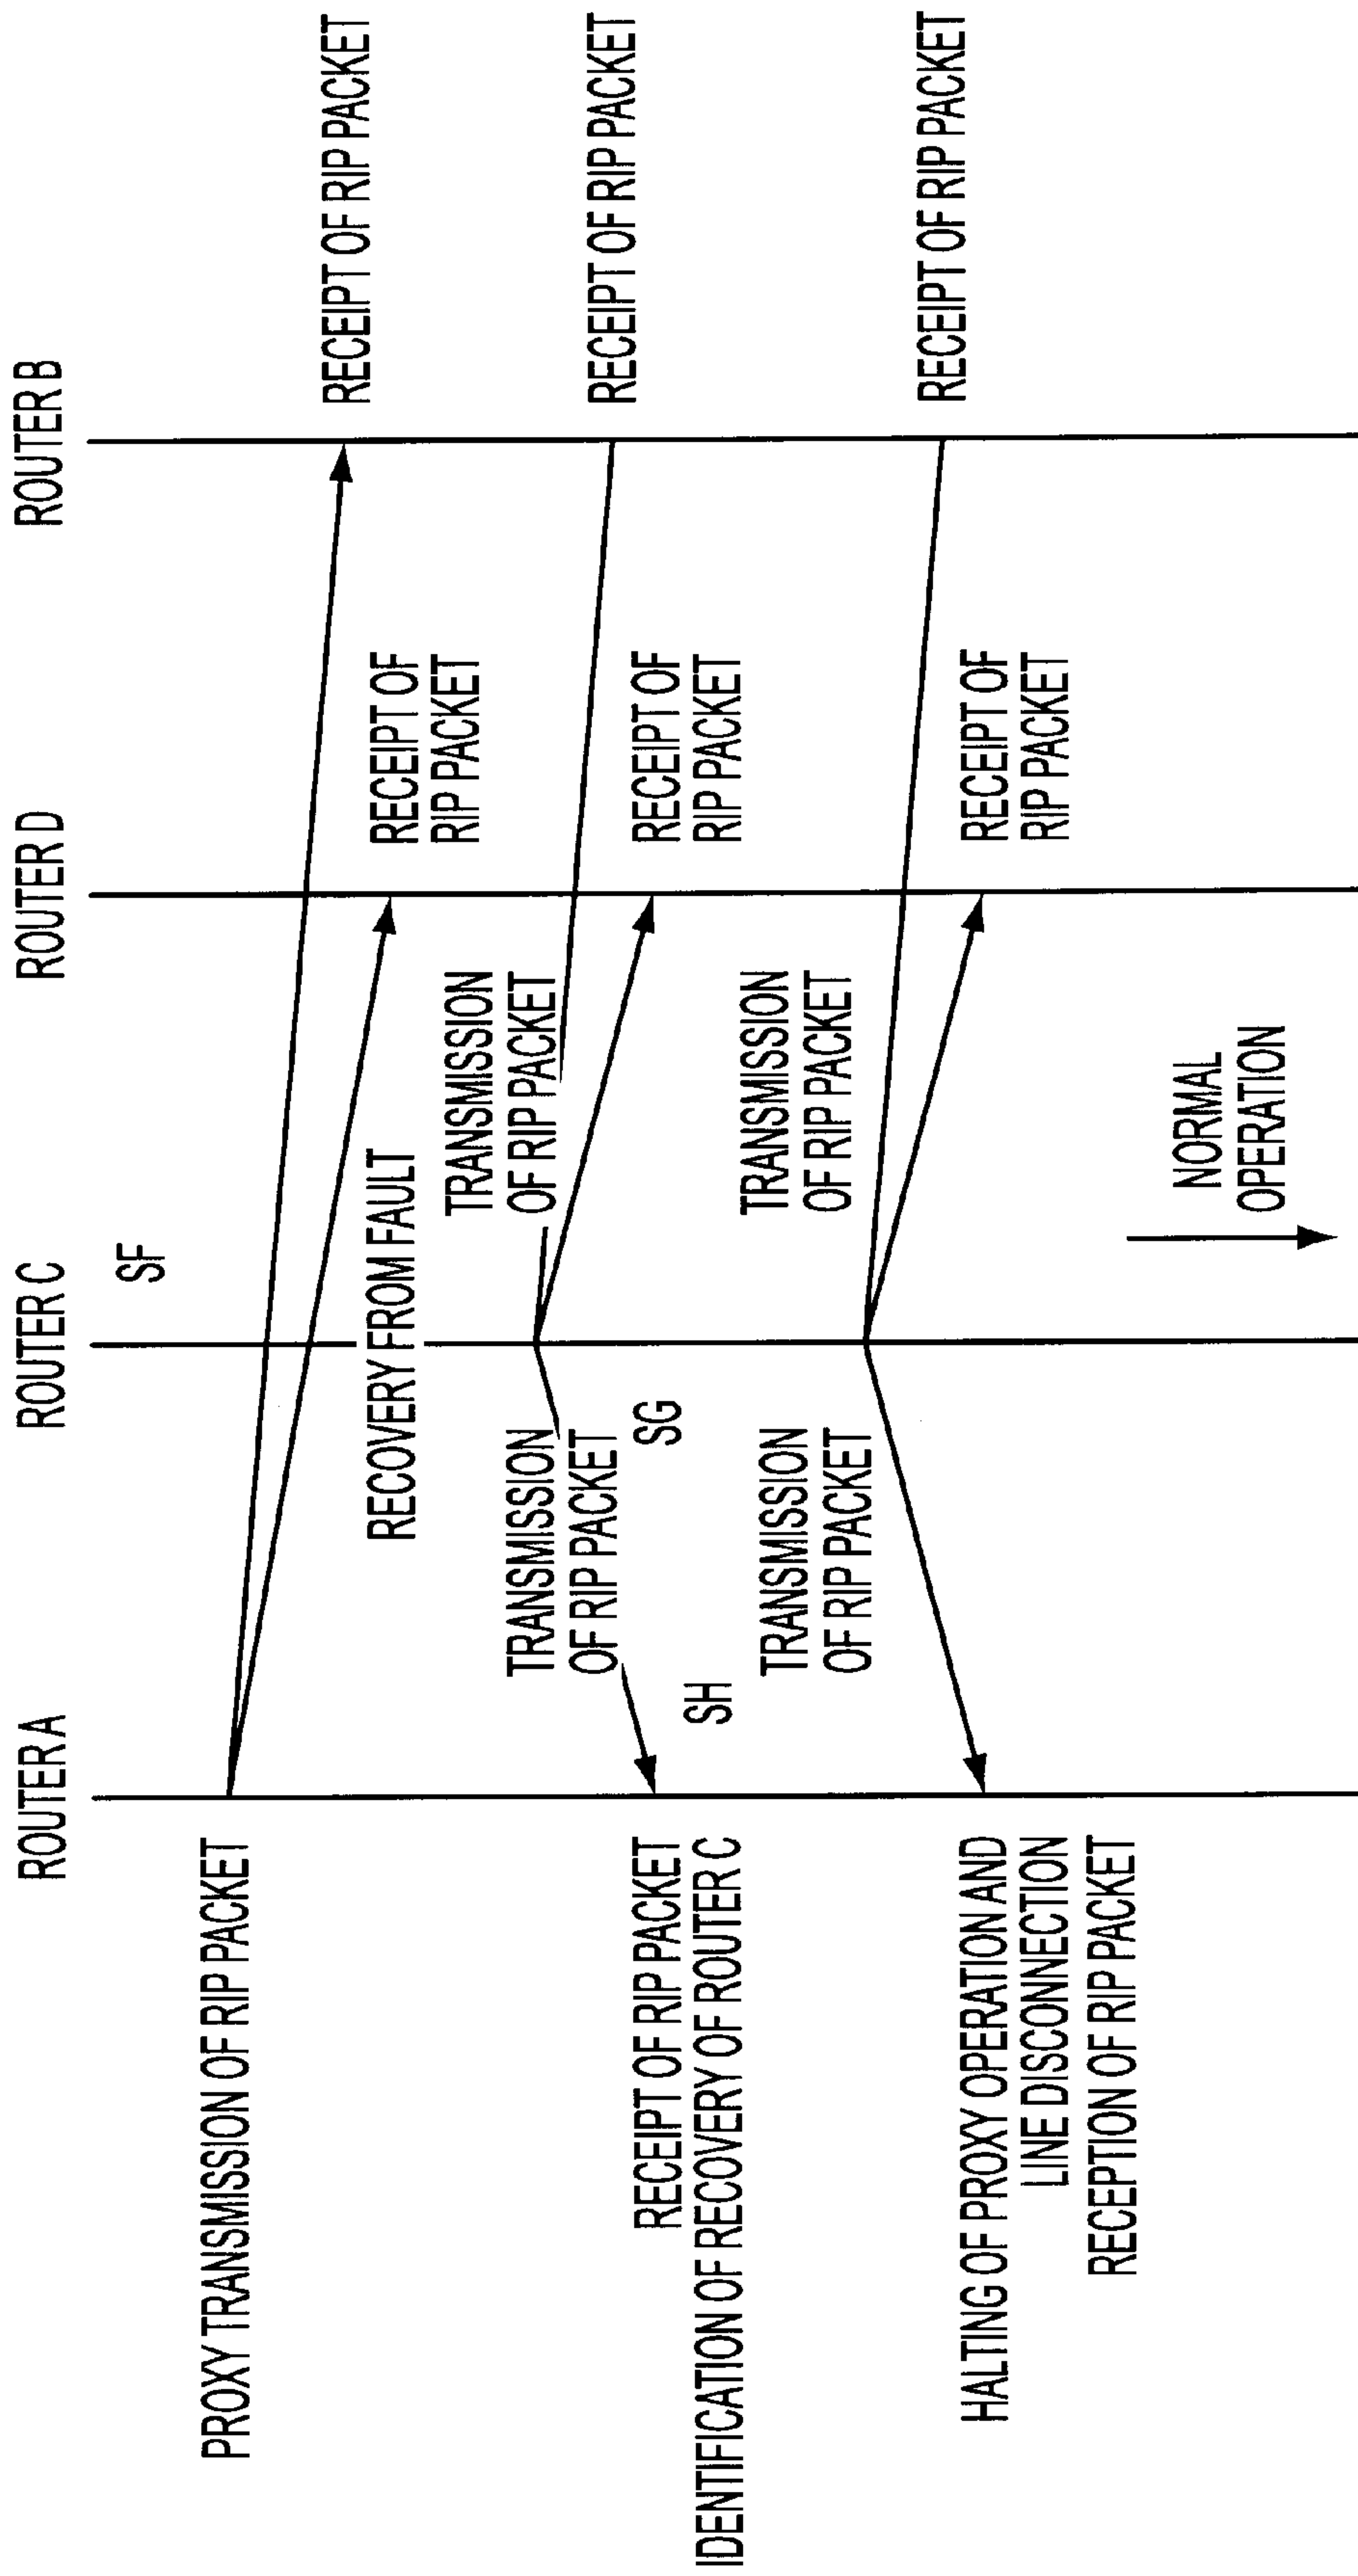 ROUTER A
ROUTER C
ROUTER D
ROUTER B
SF
PROXY TRANSMISSION OF RIP PACKET
RECEIPT OF RIP PACKET
RECEIPT OF
RIP PACKET
RECOVERY FROM FAULT
TRANSMISSION
OF RIP PACKET
TRANSMISSION
OF RIP PACKET
RECEIPT OF RIP PACKET
SG
RECEIPT OF
RIP PACKET
RECEIPT OF RIP PACKET
IDENTIFICATION OF RECOVERY OF ROUTER C
SH
TRANSMISSION
OF RIP PACKET
TRANSMISSION
OF RIP PACKET
RECEIPT OF RIP PACKET
RECEIPT OF
RIP PACKET
HALTING OF PROXY OPERATION AND
LINE DISCONNECTION
RECEPTION OF RIP PACKET
NORMAL
OPERATION